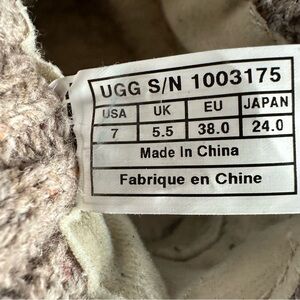 UGG S/N 1003175
USA UK EU JAPAN
7 5.5 38.0 24.0
Made In China
Fabrique en Chine